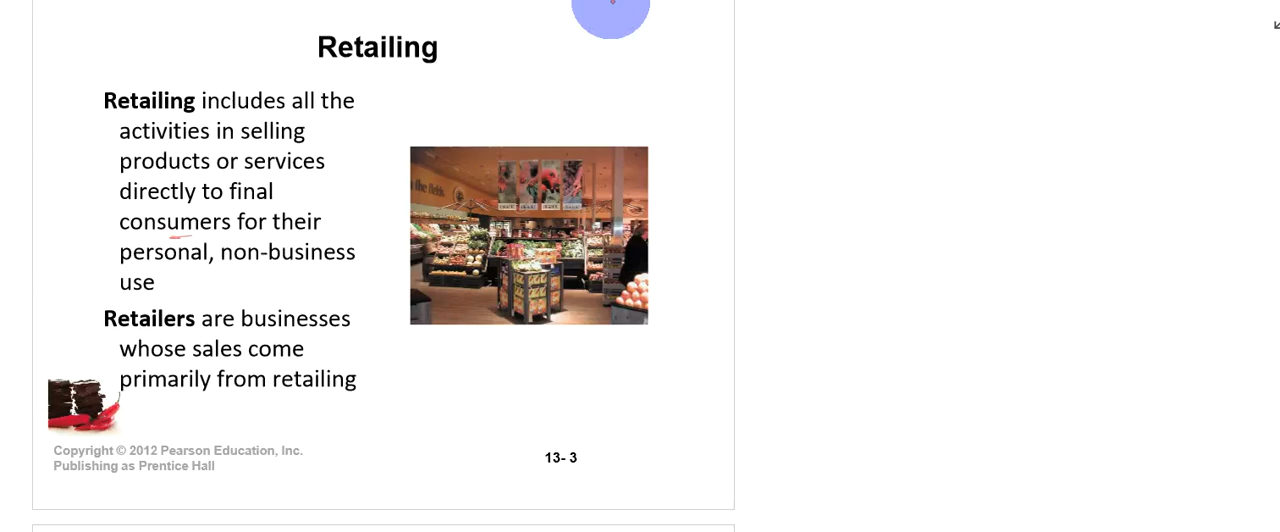 Retailing
Retailing includes all the
activities in selling
products or services
directly to final
consumers for their
personal, non-business
use
Retailers are businesses
whose sales come
primarily from retailing
the fields
Copyright © 2012 Pearson Education, Inc.
Publishing as Prentice Hall
13- 3